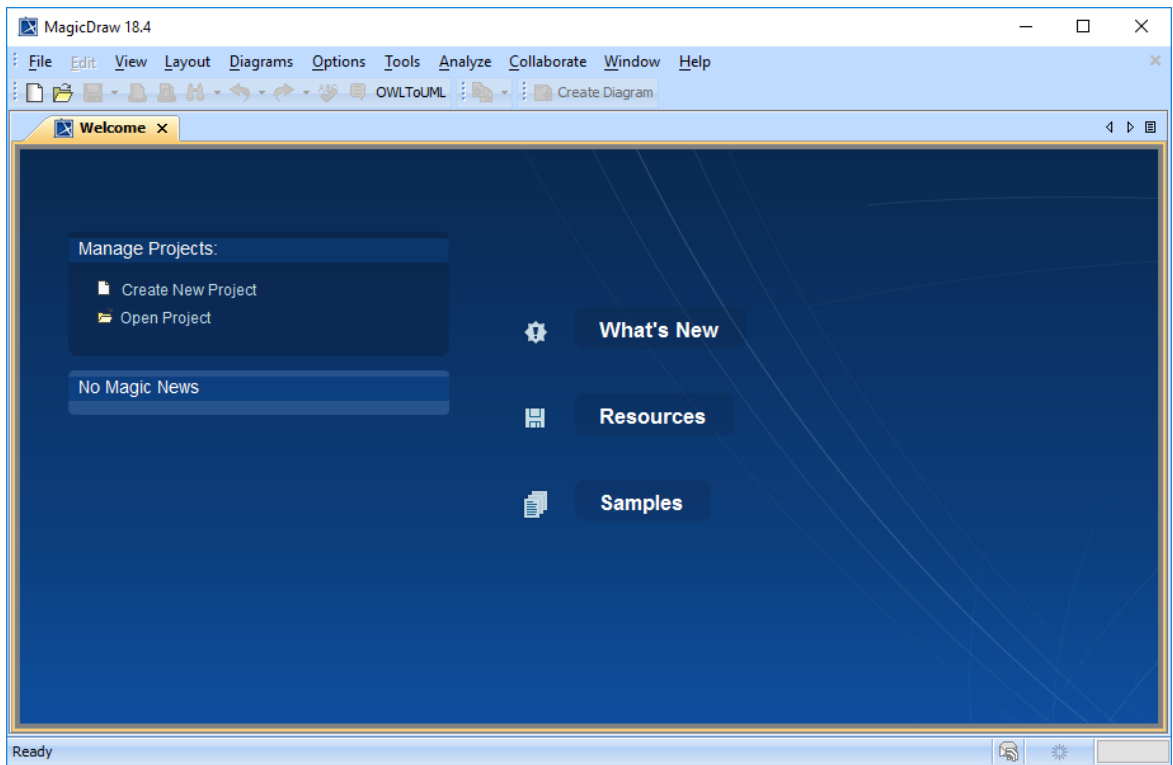 MagicDraw 18.4
File Edit View Layout Diagrams Options Tools Analyze Collaborate Window Help
OWLToUML Create Diagram
Welcome
Manage Projects:
Create New Project
Open Project
What's New
No Magic News
Resources
Samples
Ready